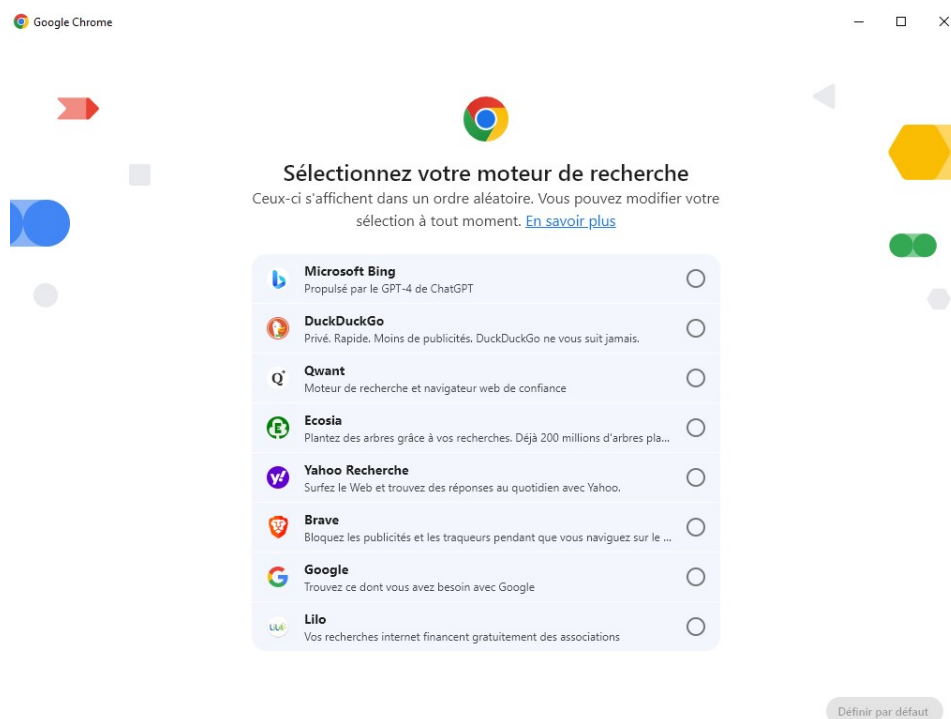 Google Chrome
Sélectionnez votre moteur de recherche
Ceux-ci s'affichent dans un ordre aléatoire. Vous pouvez modifier votre
sélection à tout moment. En savoir plus
Microsoft Bing
Propulsé par le GPT-4 de ChatGPT
DuckDuckGo
Privé. Rapide. Moins de publicités. DuckDuckGo ne vous suit jamais.
Qwant
Moteur de recherche et navigateur web de confiance
Ecosia
Plantez des arbres grâce à vos recherches. Déjà 200 millions d'arbres pla...
Yahoo Recherche
Surfez le Web et trouvez des réponses au quotidien avec Yahoo.
Brave
Bloquez les publicités et les traqueurs pendant que vous naviguez sur le ...
Google
Trouvez ce dont vous avez besoin avec Google
Lilo
Vos recherches internet financent gratuitement des associations
Définir par défaut